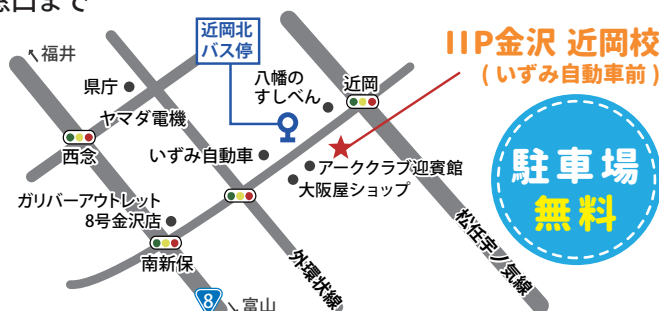 窓口まで
近岡北
バス停
IIP金沢 近岡校
(いずみ自動車前)
福井
県庁
八幡の
すしべん
近岡
ヤマダ電機
西念
いずみ自動車
アーククラブ迎賓館
大阪屋ショップ
駐車場
無料
ガリバーアウトレット
8号金沢店
南新保
外環状線
松任宇ノ気線
8
富山